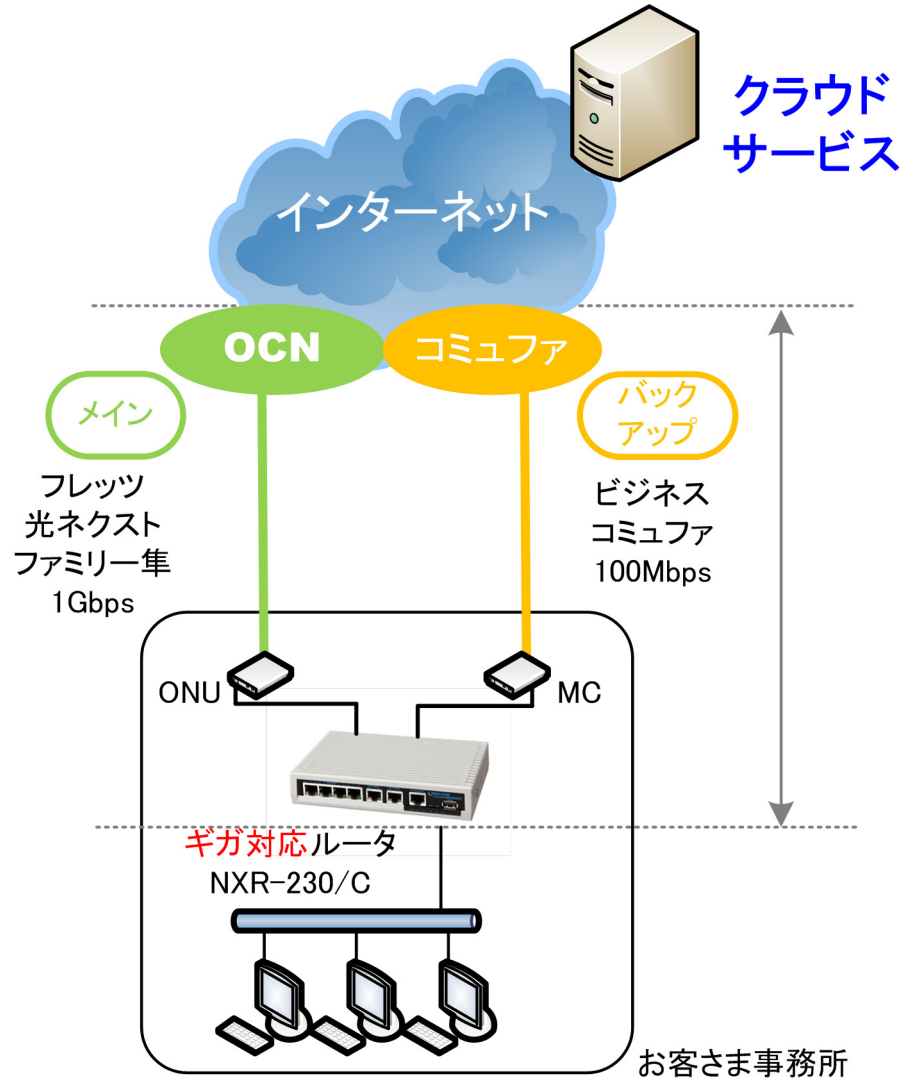 クラウド
サービス
インターネット
OCN
コミュファ
メイン
バック
アップ
フレッツ
光ネクスト
ファミリー隼
1Gbps
ビジネス
コミュファ
100Mbps
ONU
MC
ギガ対応ルータ
NXR-230/C
お客さま事務所